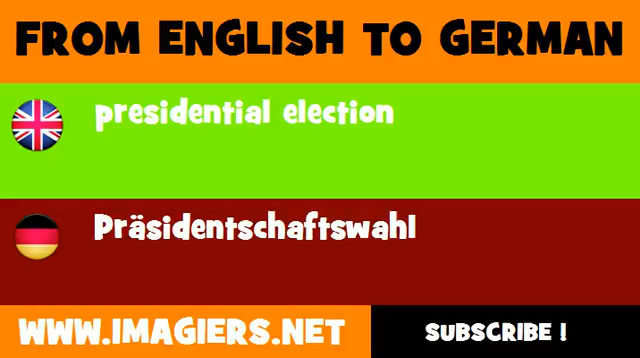 FROM ENGLISH TO GERMAN
presidential election
Präsidentschaftswahl
WWW.IMAGIERS.NET
SUBSCRIBE !